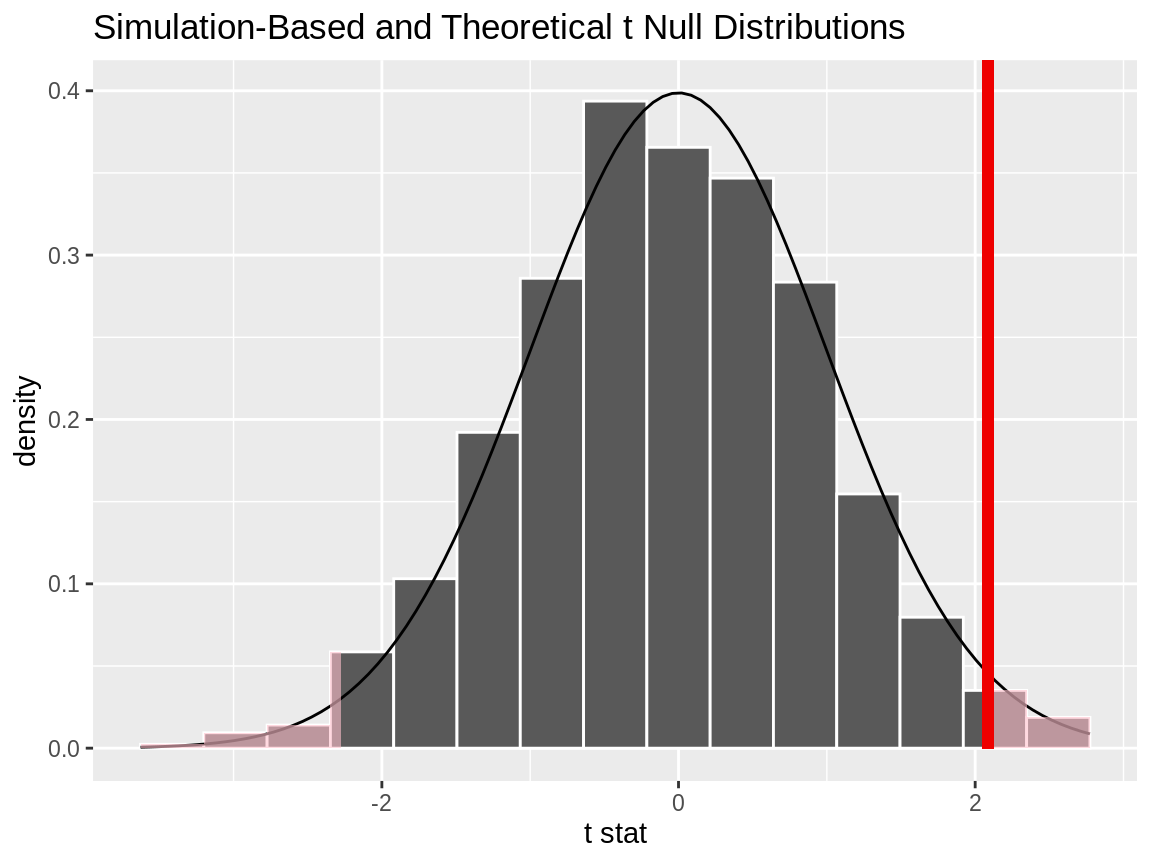 Simulation-Based and Theoretical t Null Distributions
0.4
0.3
0.2
0.1
0.0
density
-2 0 2
t stat